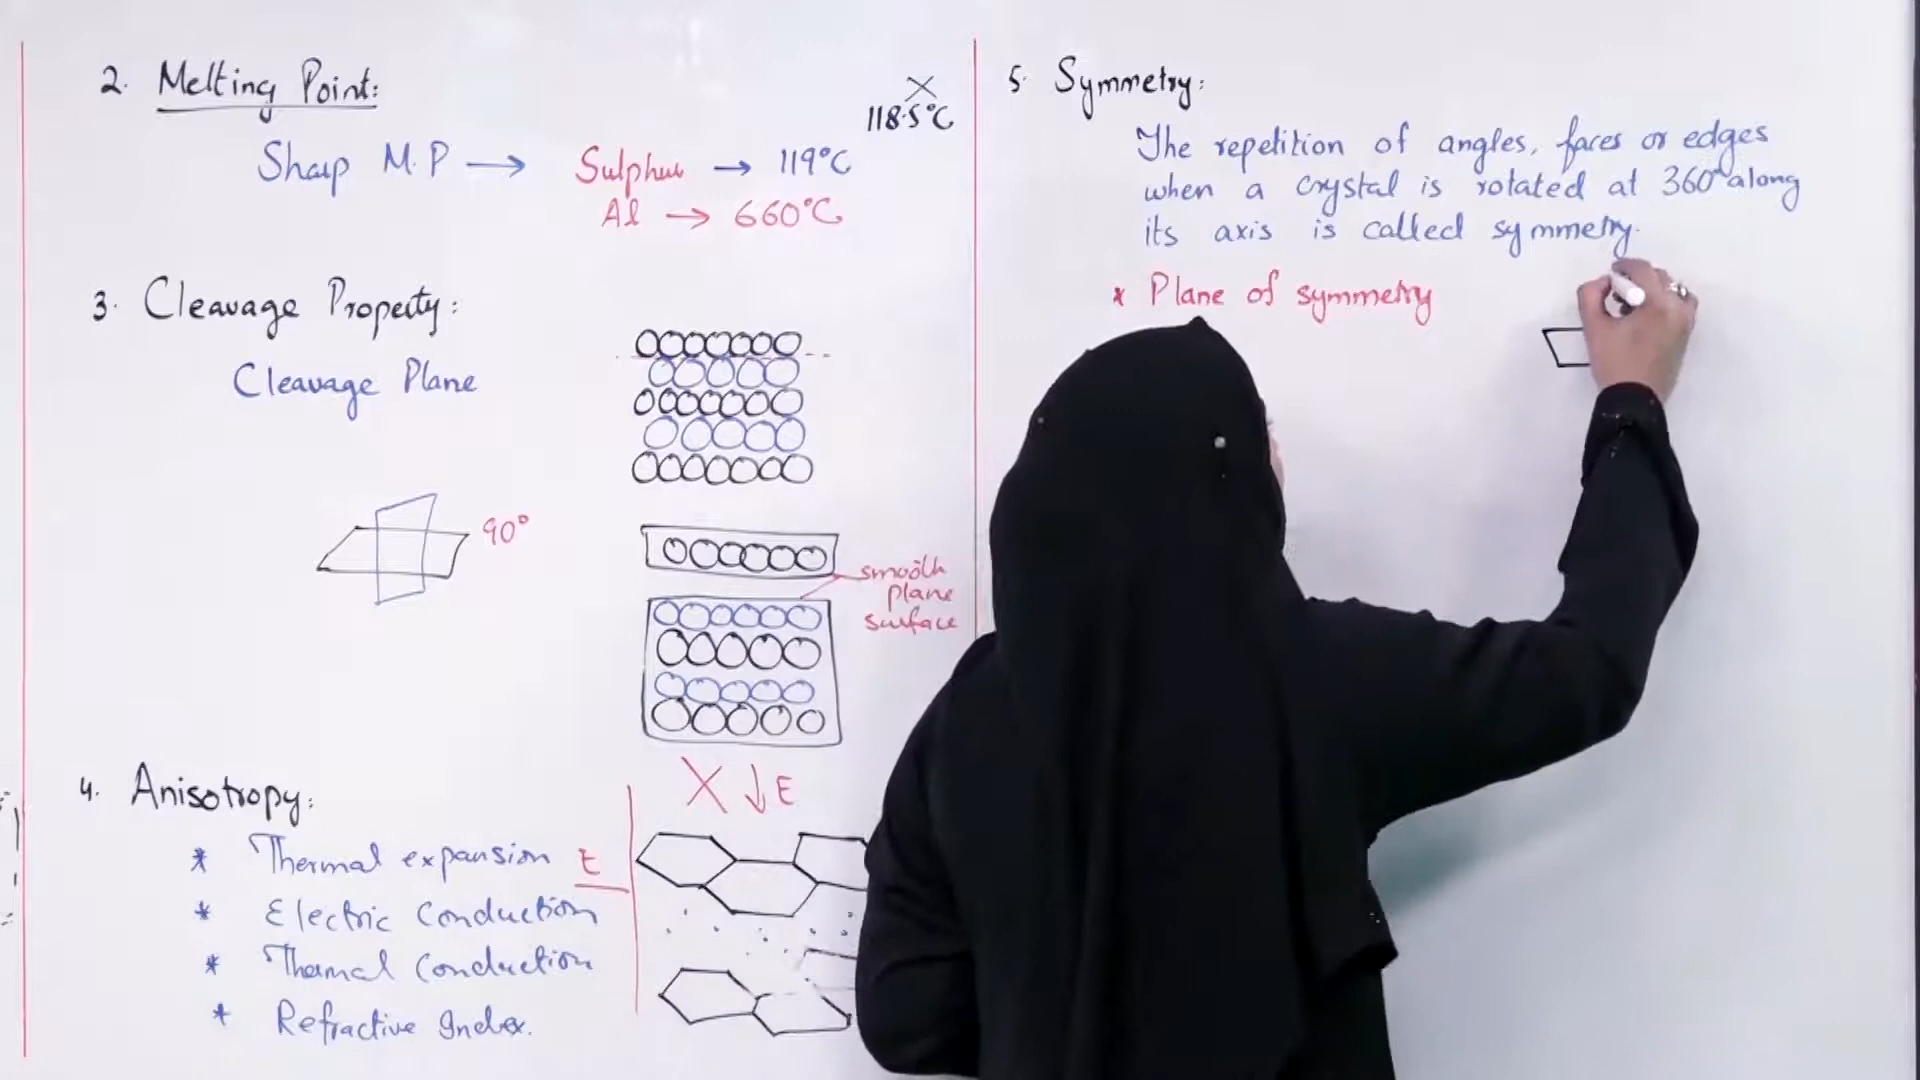 2. Melting Point:
Sharp M.P → Sulphur → 119°C
118.5°C
Al → 660°C
3. Cleavage Property:
Cleavage Plane
90°
smooth
plane
surface
4. Anisotropy:
* Thermal expansion
* Electric Conduction
* Thermal Conduction
* Refractive Index.
E
5. Symmetry:
The repetition of angles, faces or edges
when a crystal is rotated at 360° along
its axis is called symmetry.
* Plane of symmetry